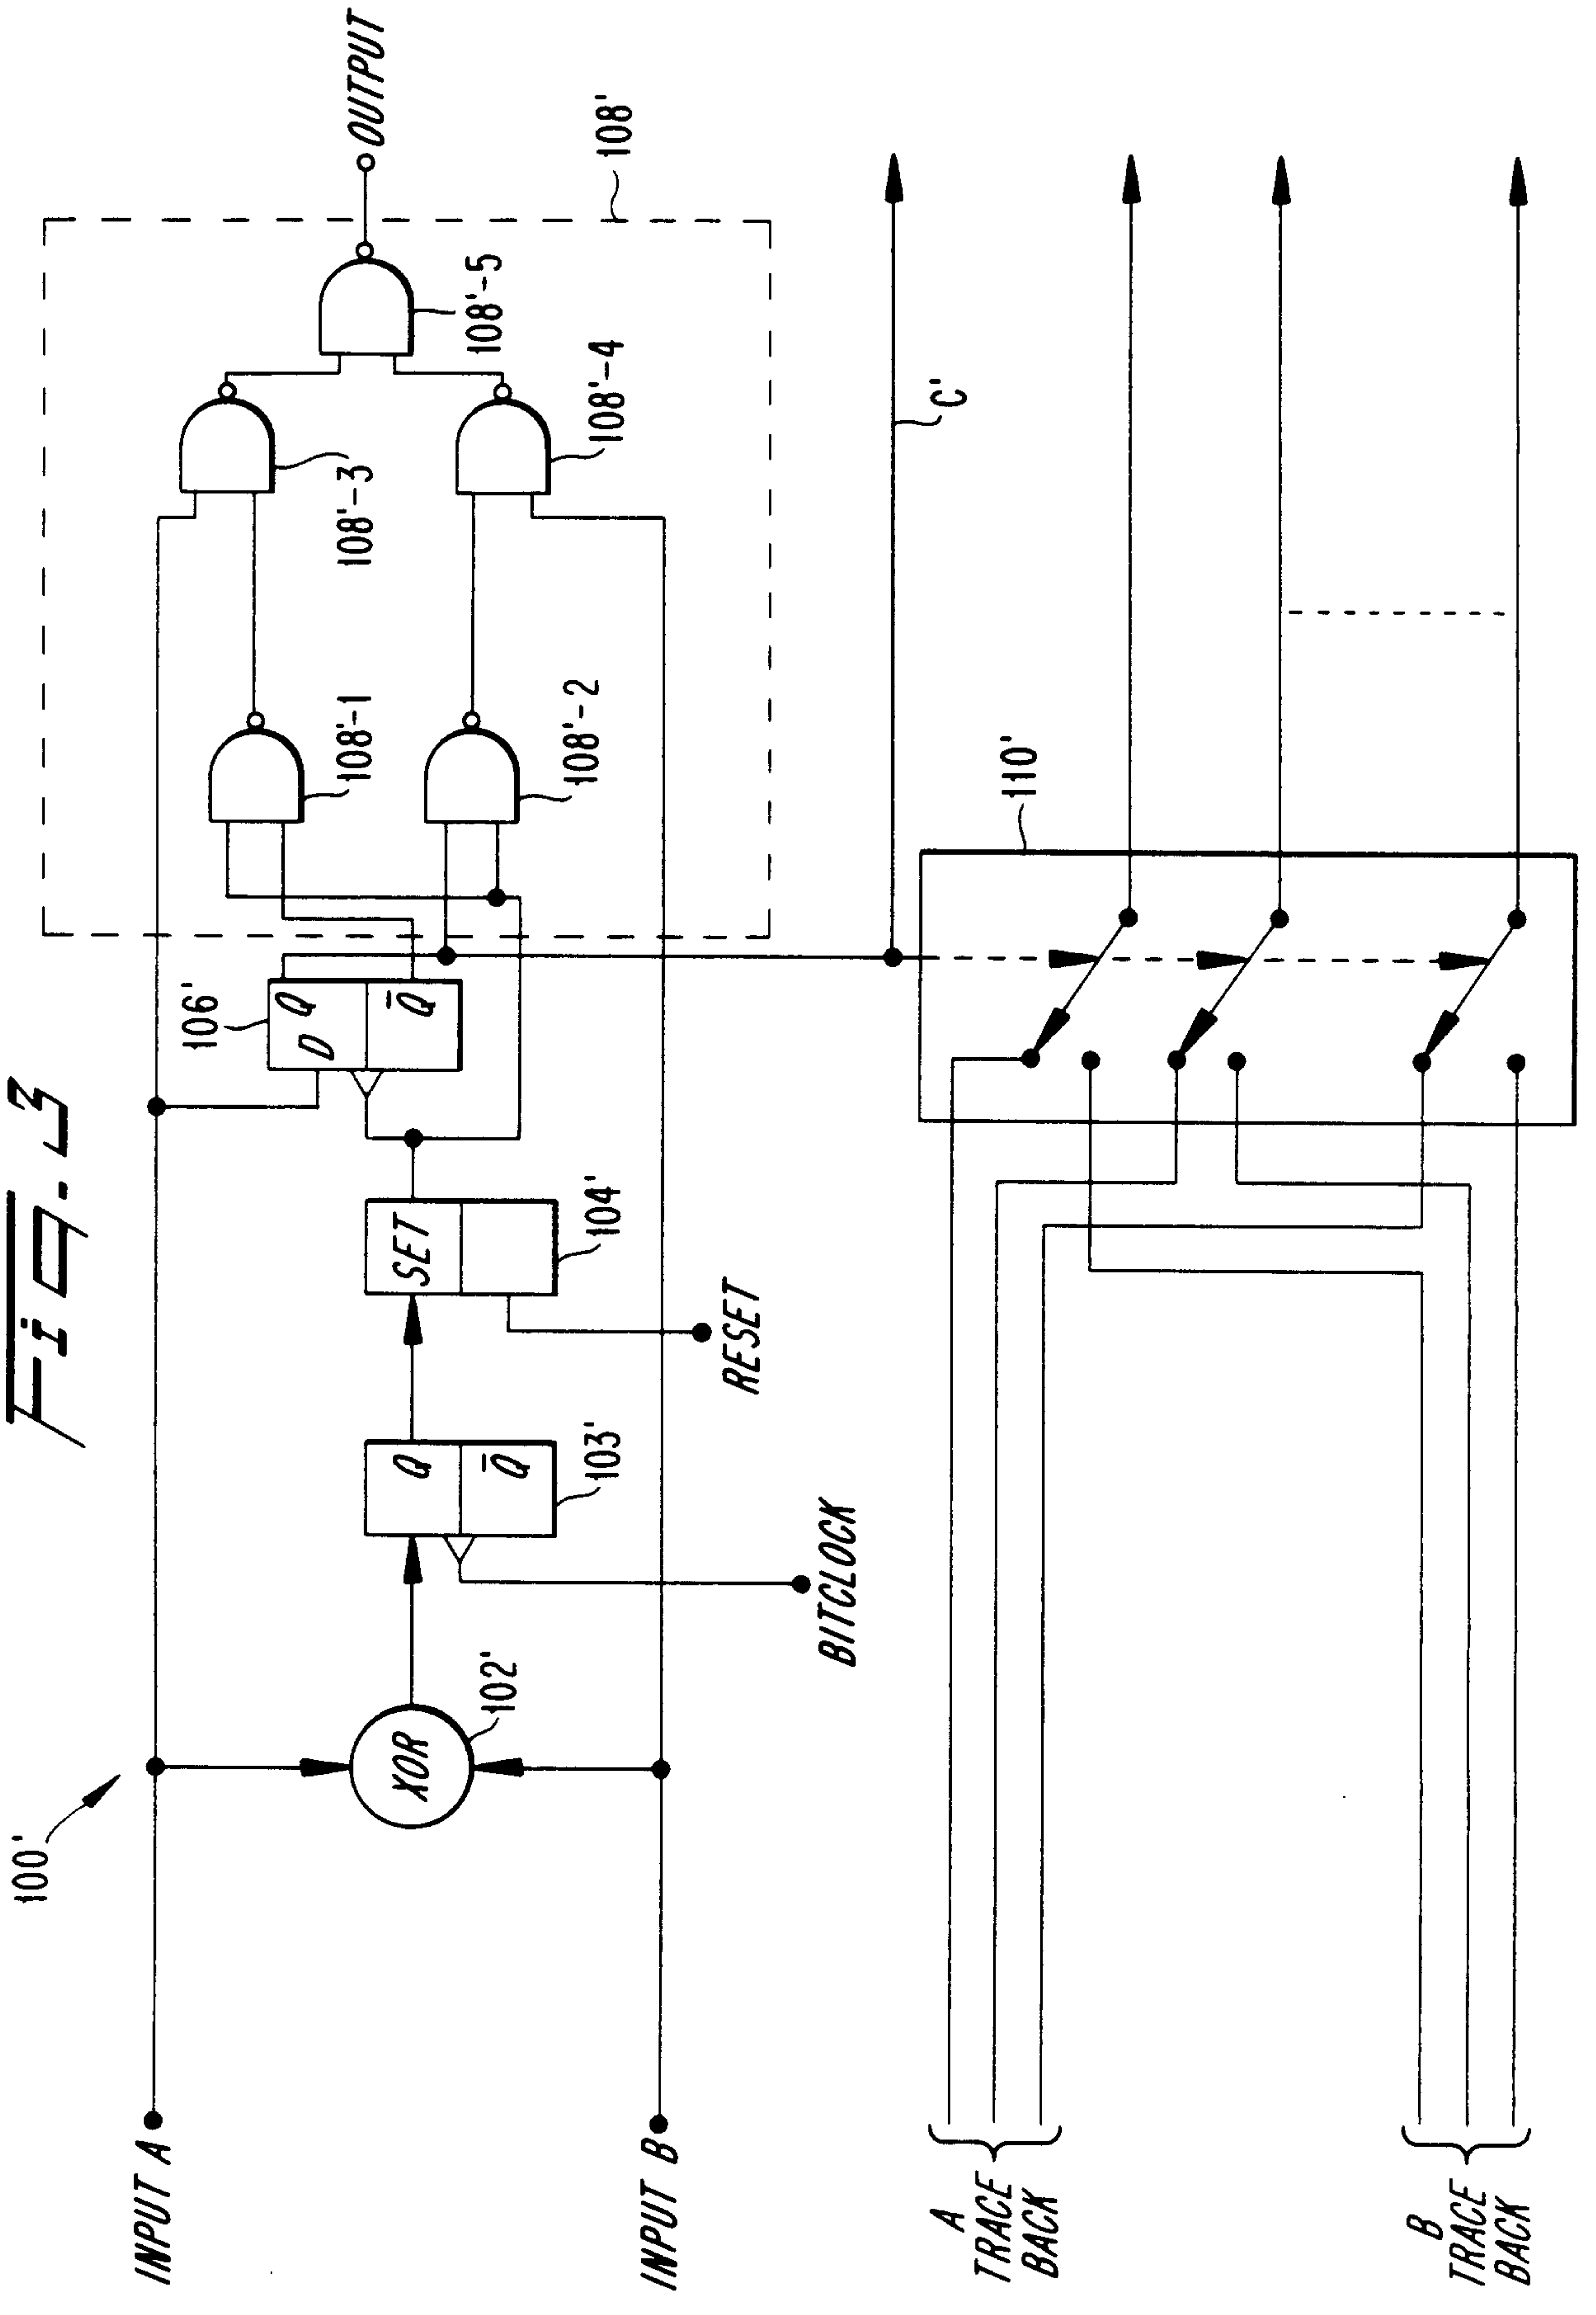 Fig. 3
100'
INPUT A
INPUT B
XOR
102'
BITCLOCK
Q
Q̅
103'
SET
104'
RESET
106'
D Q
Q̅
108'-1
108'-2
108'-3
108'-4
108'-5
108'
OUTPUT
C'
110'
A
TRACE
BACK
B
TRACE
BACK